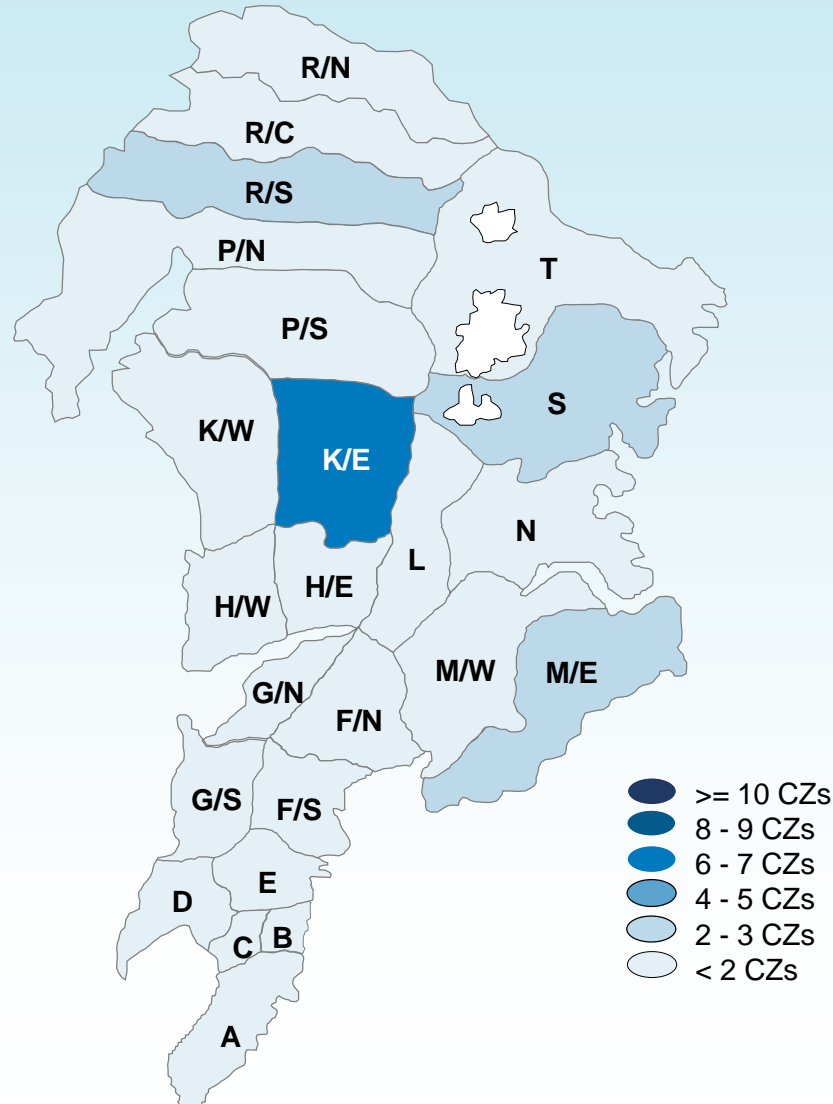 R/N
R/C
R/S
P/N
T
P/S
S
K/W
K/E
N
L
H/E
H/W
M/W
M/E
G/N
F/N
G/S
F/S
E
D
B
C
A
>= 10 CZs
8 - 9 CZs
6 - 7 CZs
4 - 5 CZs
2 - 3 CZs
< 2 CZs